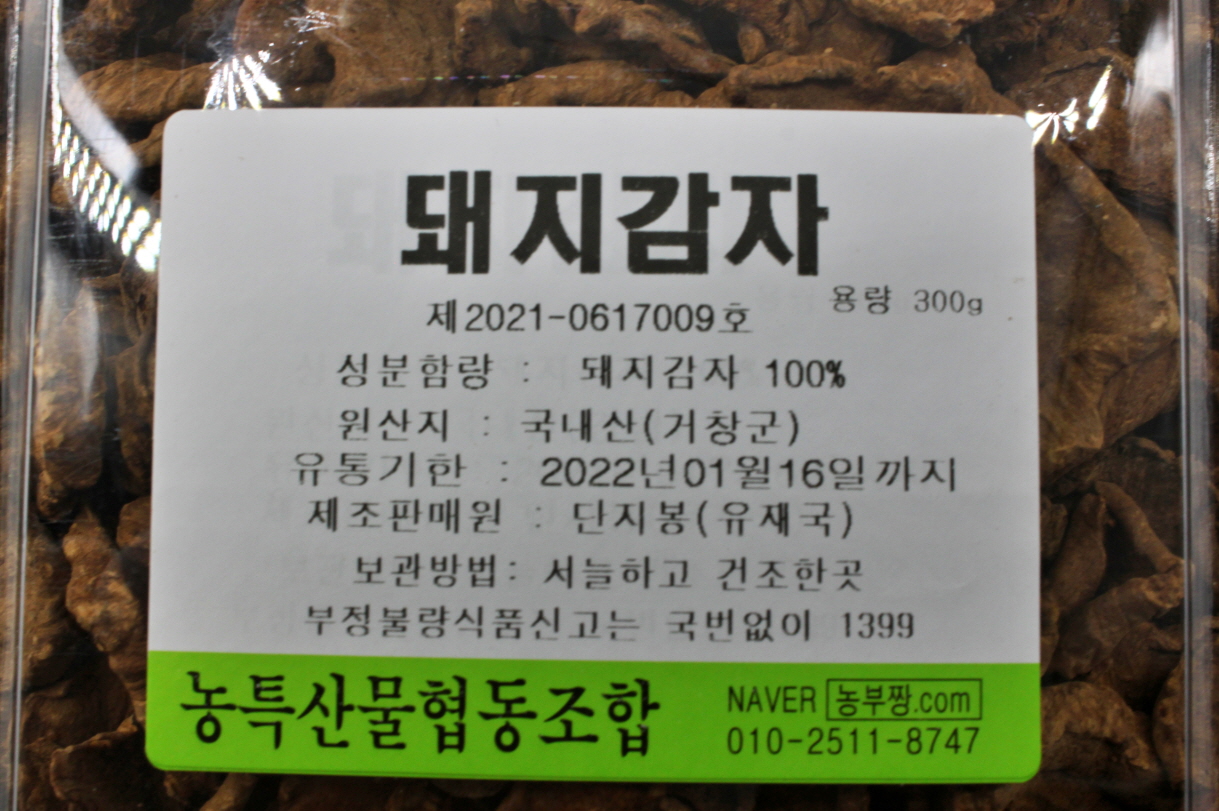 돼지감자
용량 300g
제2021-0617009호
성분함량 : 돼지감자 100%
원산지 : 국내산(거창군)
유통기한 : 2022년01월16일까지
제조판매원 : 단지봉(유재국)
보관방법: 서늘하고 건조한곳
부정불량식품신고는 국번없이 1399
농특산물협동조합
NAVER 농부짱.com
010-2511-8747